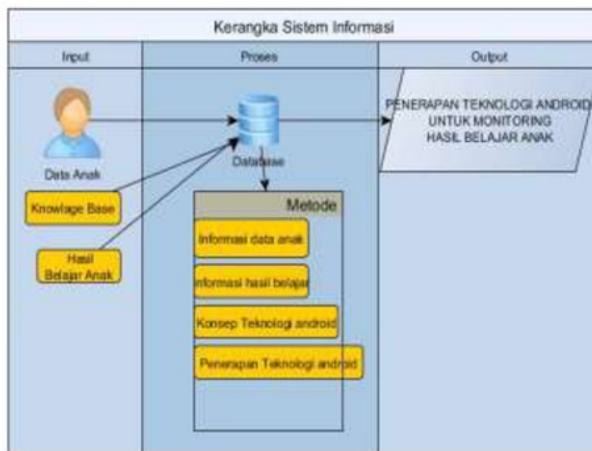 Kerangka Sistem Informasi
Input
Proses
Output
Data Anak
Knowlage Base
Hasil
Belajar Anak
Database
Metode
Informasi data anak
informasi hasil belajar
Konsep Teknologi android
Penerapan Teknologi android
PENERAPAN TEKNOLOGI ANDROID
UNTUK MONITORING
HASIL BELAJAR ANAK